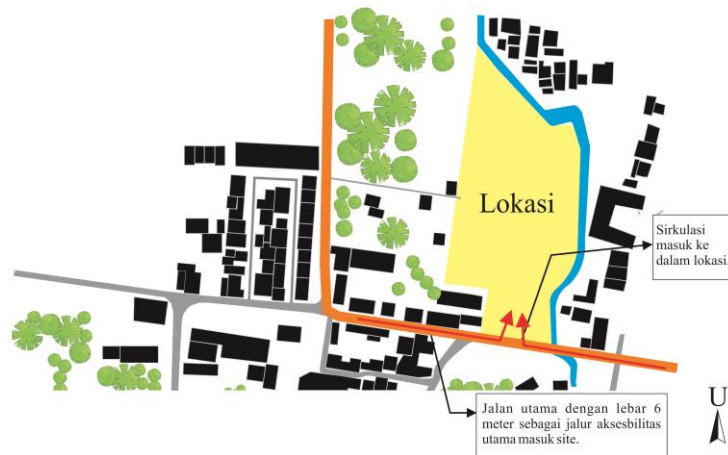 Lokasi
Sirkulasi
masuk ke
dalam lokasi.
Jalan utama dengan lebar 6
meter sebagai jalur aksesbilitas
utama masuk site.
U